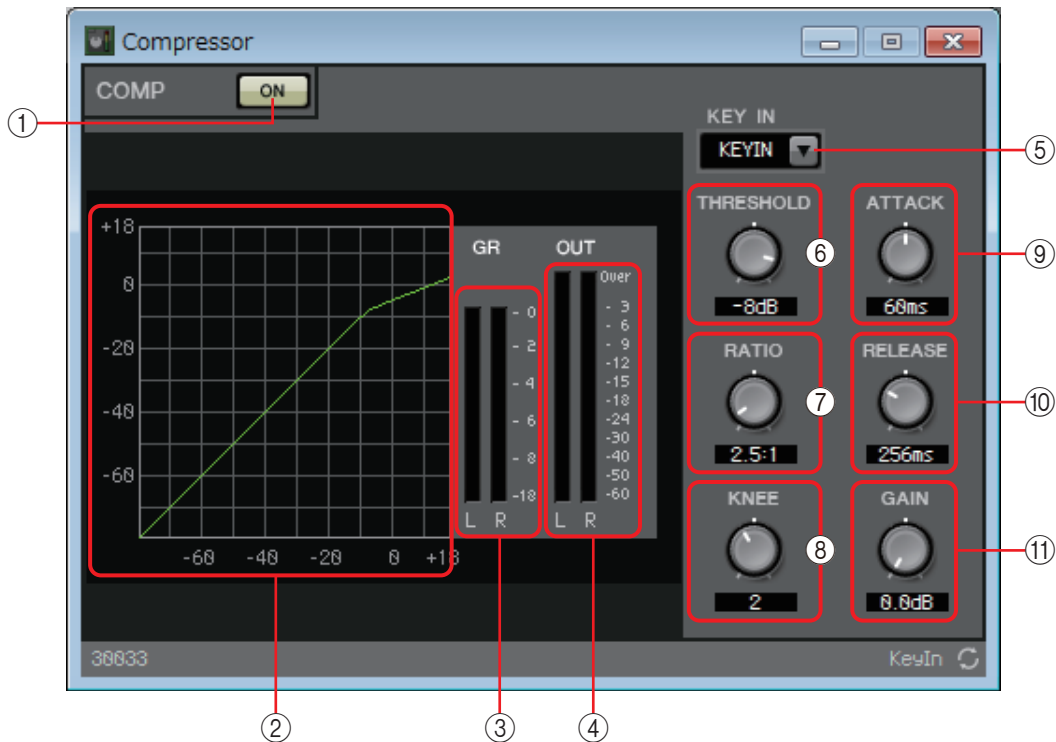 Compressor
COMP
ON
①
KEY IN
KEYIN
⑤
THRESHOLD
⑥
-8dB
ATTACK
⑨
60ms
+18
0
-20
-40
-60
-60 -40 -20 0 +18
②
GR
- 0
- 2
- 4
- 6
- 8
-18
L R
③
OUT
Over
- 3
- 6
- 9
-12
-15
-18
-24
-30
-40
-50
-60
L R
④
RATIO
⑦
2.5:1
RELEASE
⑩
256ms
KNEE
⑧
2
GAIN
⑪
0.0dB
30033
KeyIn